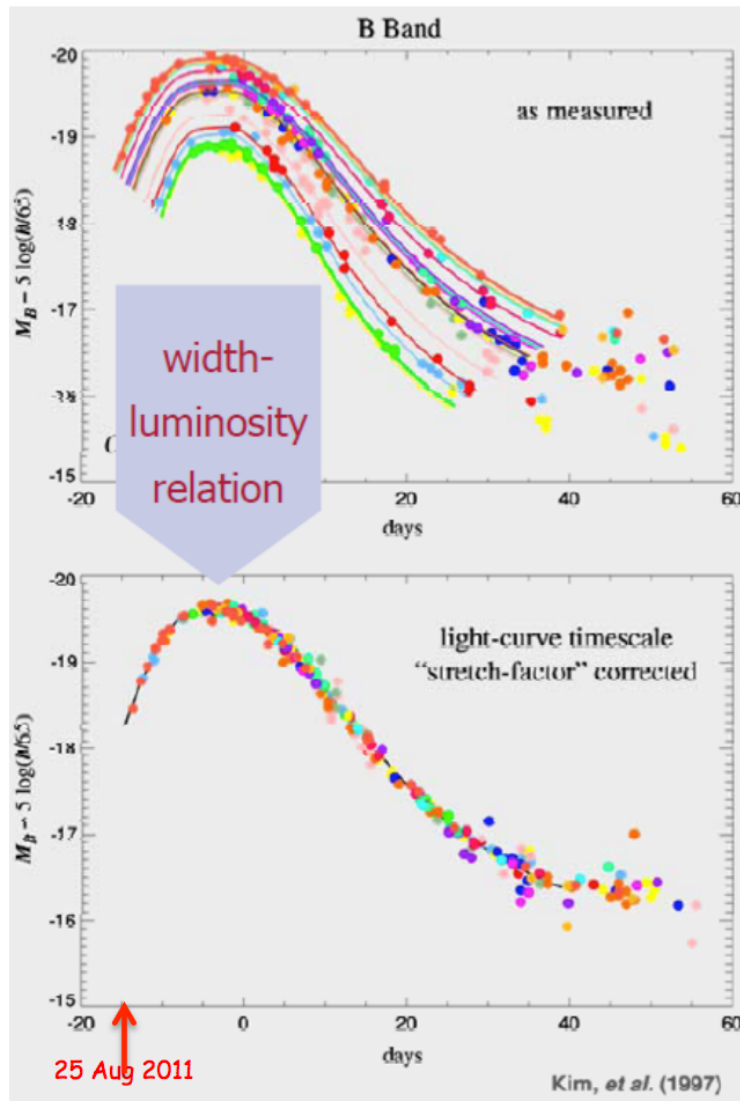 B Band
as measured
-20
-19
-18
-17
-15
M_B – 5 log(h/65)
width-
luminosity
relation
-20
20
40
60
days
-20
-19
-18
-17
-16
-15
light-curve timescale
“stretch-factor” corrected
M_B – 5 log(h/65)
-20
0
20
40
60
days
25 Aug 2011
Kim, et al. (1997)